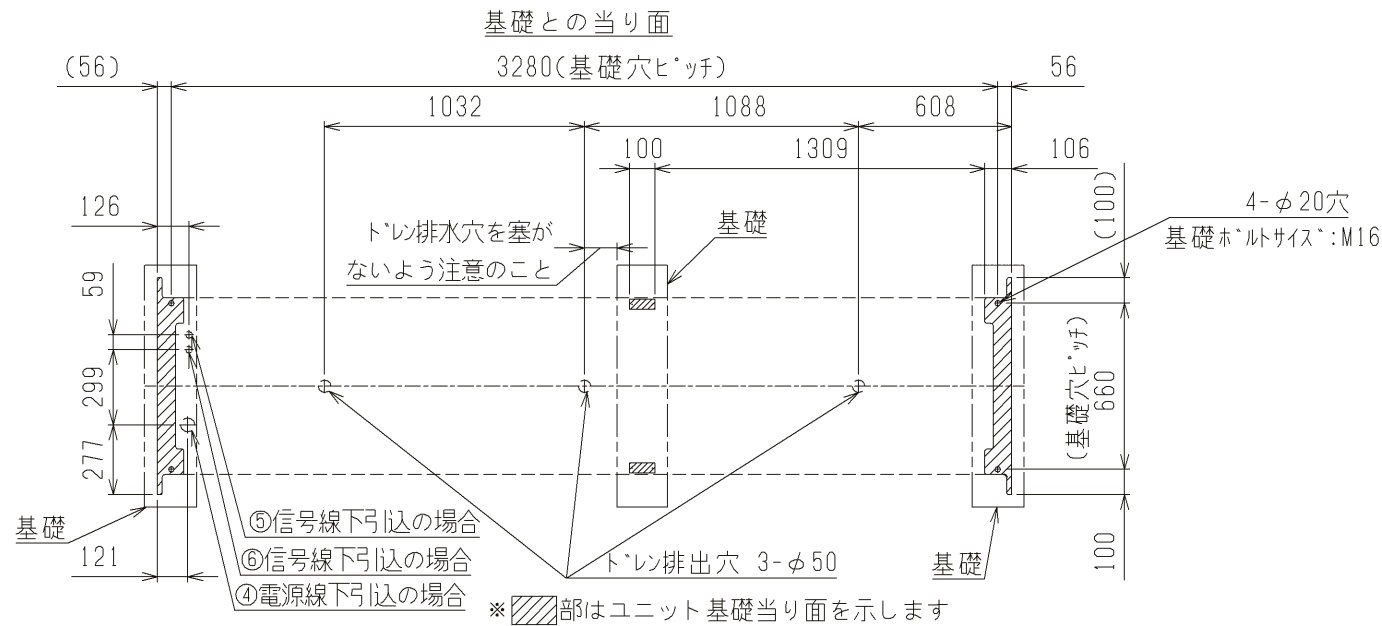 基礎との当り面
(56)
3280(基礎穴ﾋﾟｯﾁ)
56
1032
1088
608
100
1309
106
126
ﾄﾞﾚﾝ排水穴を塞が
ないよう注意のこと
基礎
(100)
4-φ20穴
基礎ﾎﾞﾙﾄｻｲｽﾞ:M16
59
299
277
660
(基礎穴ﾋﾟｯﾁ)
100
基礎
121
⑤信号線下引込の場合
⑥信号線下引込の場合
④電源線下引込の場合
ﾄﾞﾚﾝ排出穴 3-φ50
基礎
※部はユニット基礎当り面を示します